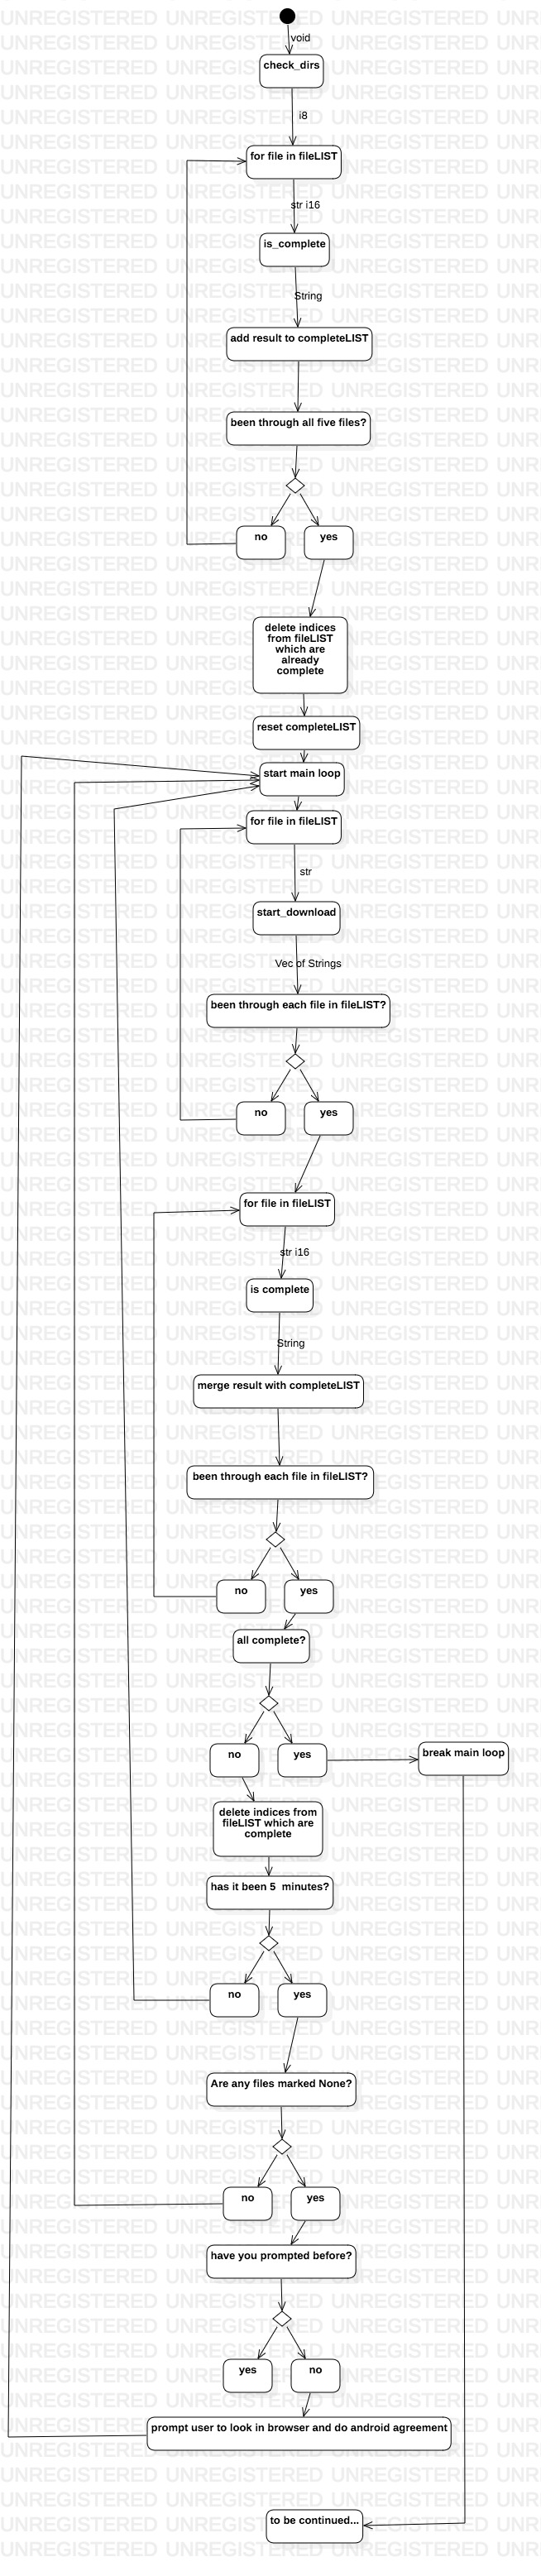 void
check_dirs
i8
for file in fileLIST
str i16
is_complete
String
add result to completeLIST
been through all five files?
no
yes
delete indices
from fileLIST
which are
already
complete
reset completeLIST
start main loop
for file in fileLIST
str
start_download
Vec of Strings
been through each file in fileLIST?
no
yes
for file in fileLIST
str i16
is complete
String
merge result with completeLIST
been through each file in fileLIST?
no
yes
all complete?
no
yes
break main loop
delete indices from
fileLIST which are
complete
has it been 5  minutes?
no
yes
Are any files marked None?
no
yes
have you prompted before?
yes
no
prompt user to look in browser and do android agreement
to be continued...
UNREGISTERED